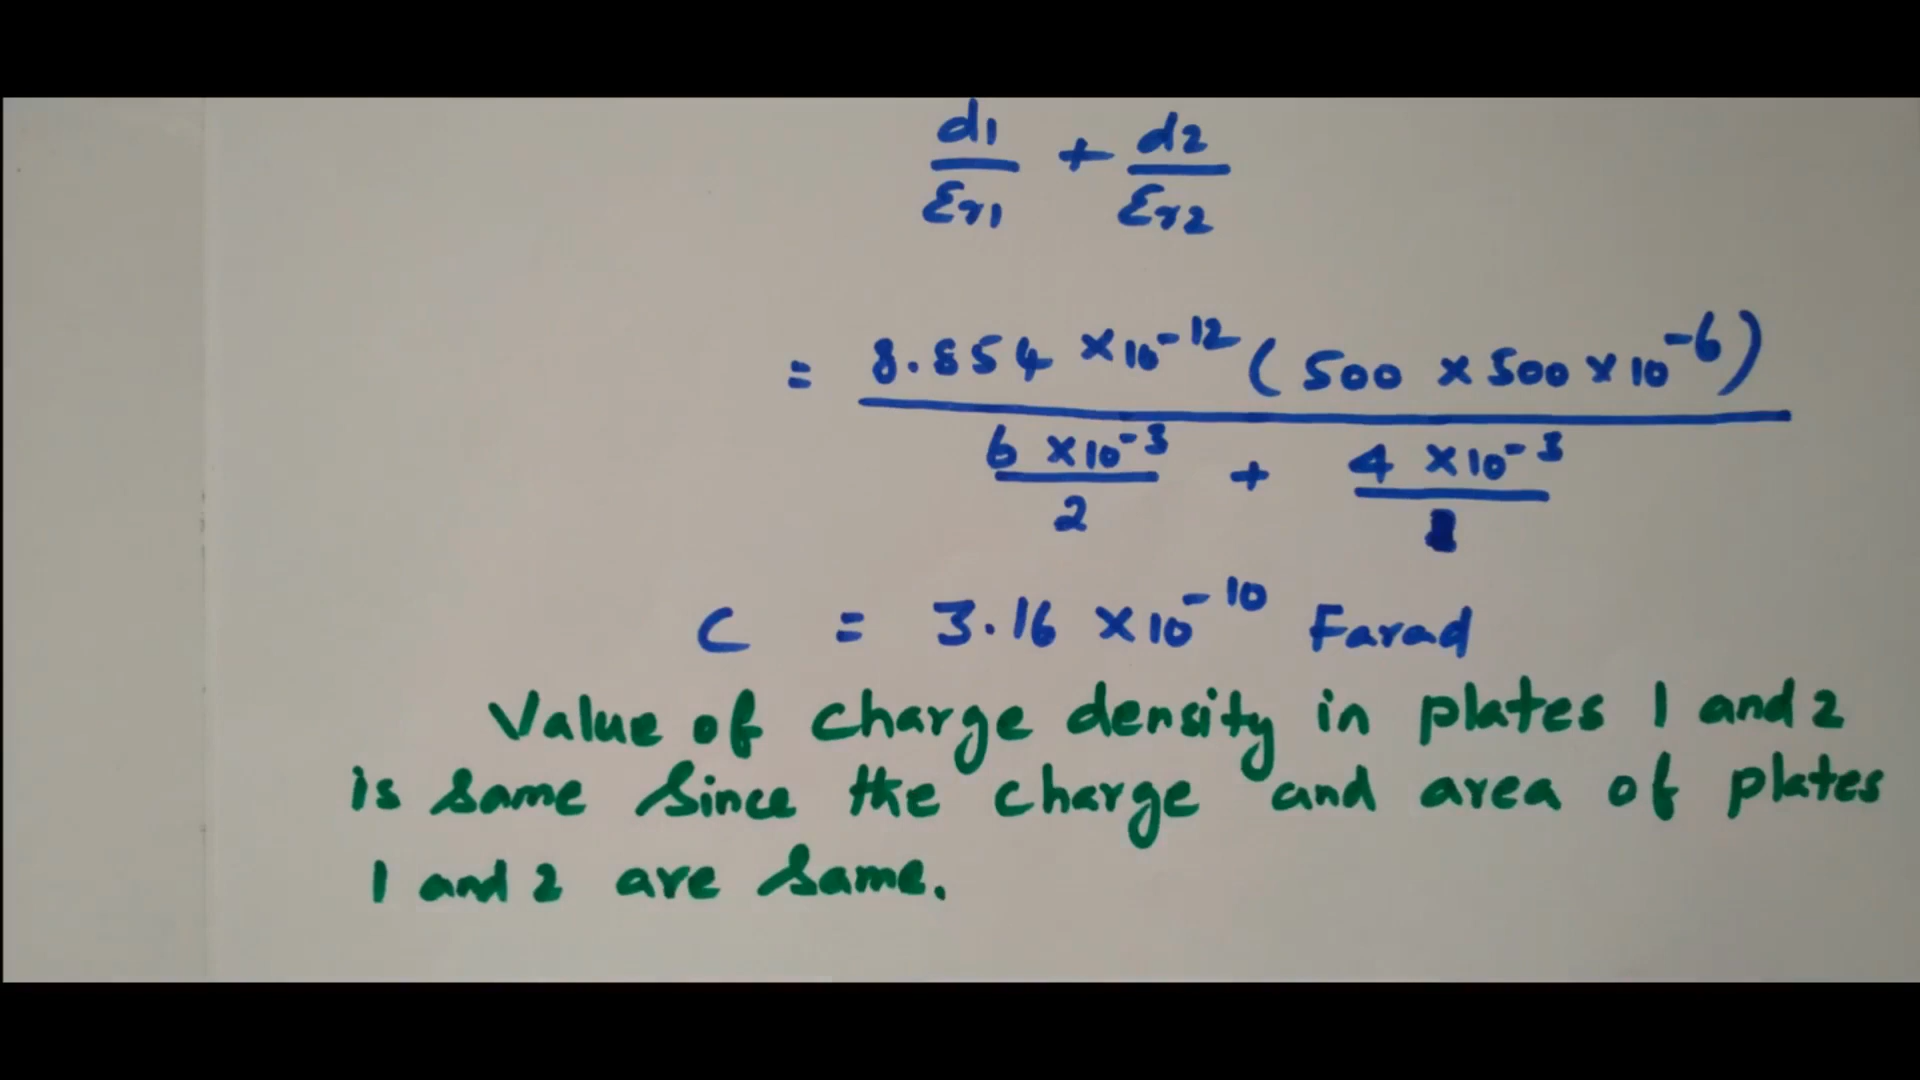 d1 + d2
εr1 εr2
= 8.854 ×10⁻¹² (500 × 500 × 10⁻⁶)
6 ×10⁻³ + 4 ×10⁻³
2
C = 3.16 ×10⁻¹⁰ Farad
Value of charge density in plates 1 and 2
is same since the charge and area of plates
1 and 2 are same.